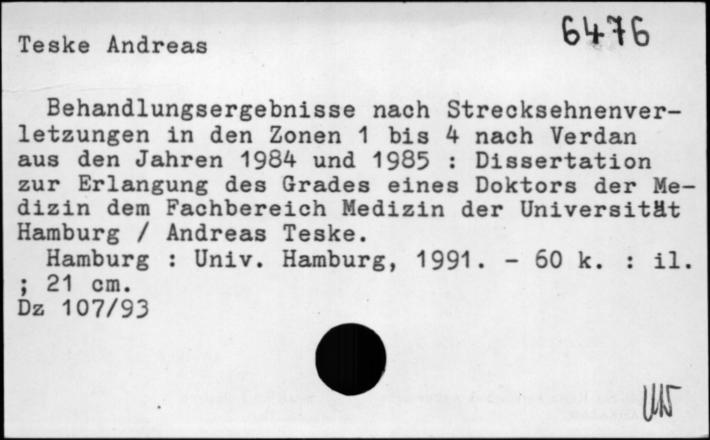 6476
Teske Andreas
Behandlungsergebnisse nach Strecksehnenver-
letzungen in den Zonen 1 bis 4 nach Verdan
aus den Jahren 1984 und 1985 : Dissertation
zur Erlangung des Grades eines Doktors der Me-
dizin dem Fachbereich Medizin der Universität
Hamburg / Andreas Teske.
Hamburg : Univ. Hamburg, 1991. - 60 k. : il.
; 21 cm.
Dz 107/93